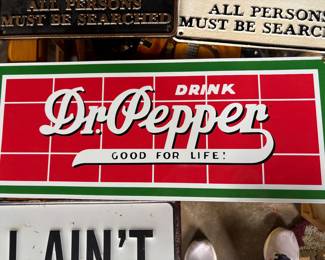 ALL PERSONS
MUST BE SEARCHED
ALL PERSONS
MUST BE SEARC
DRINK
Dr. Pepper
GOOD FOR LIFE!
I AIN'T